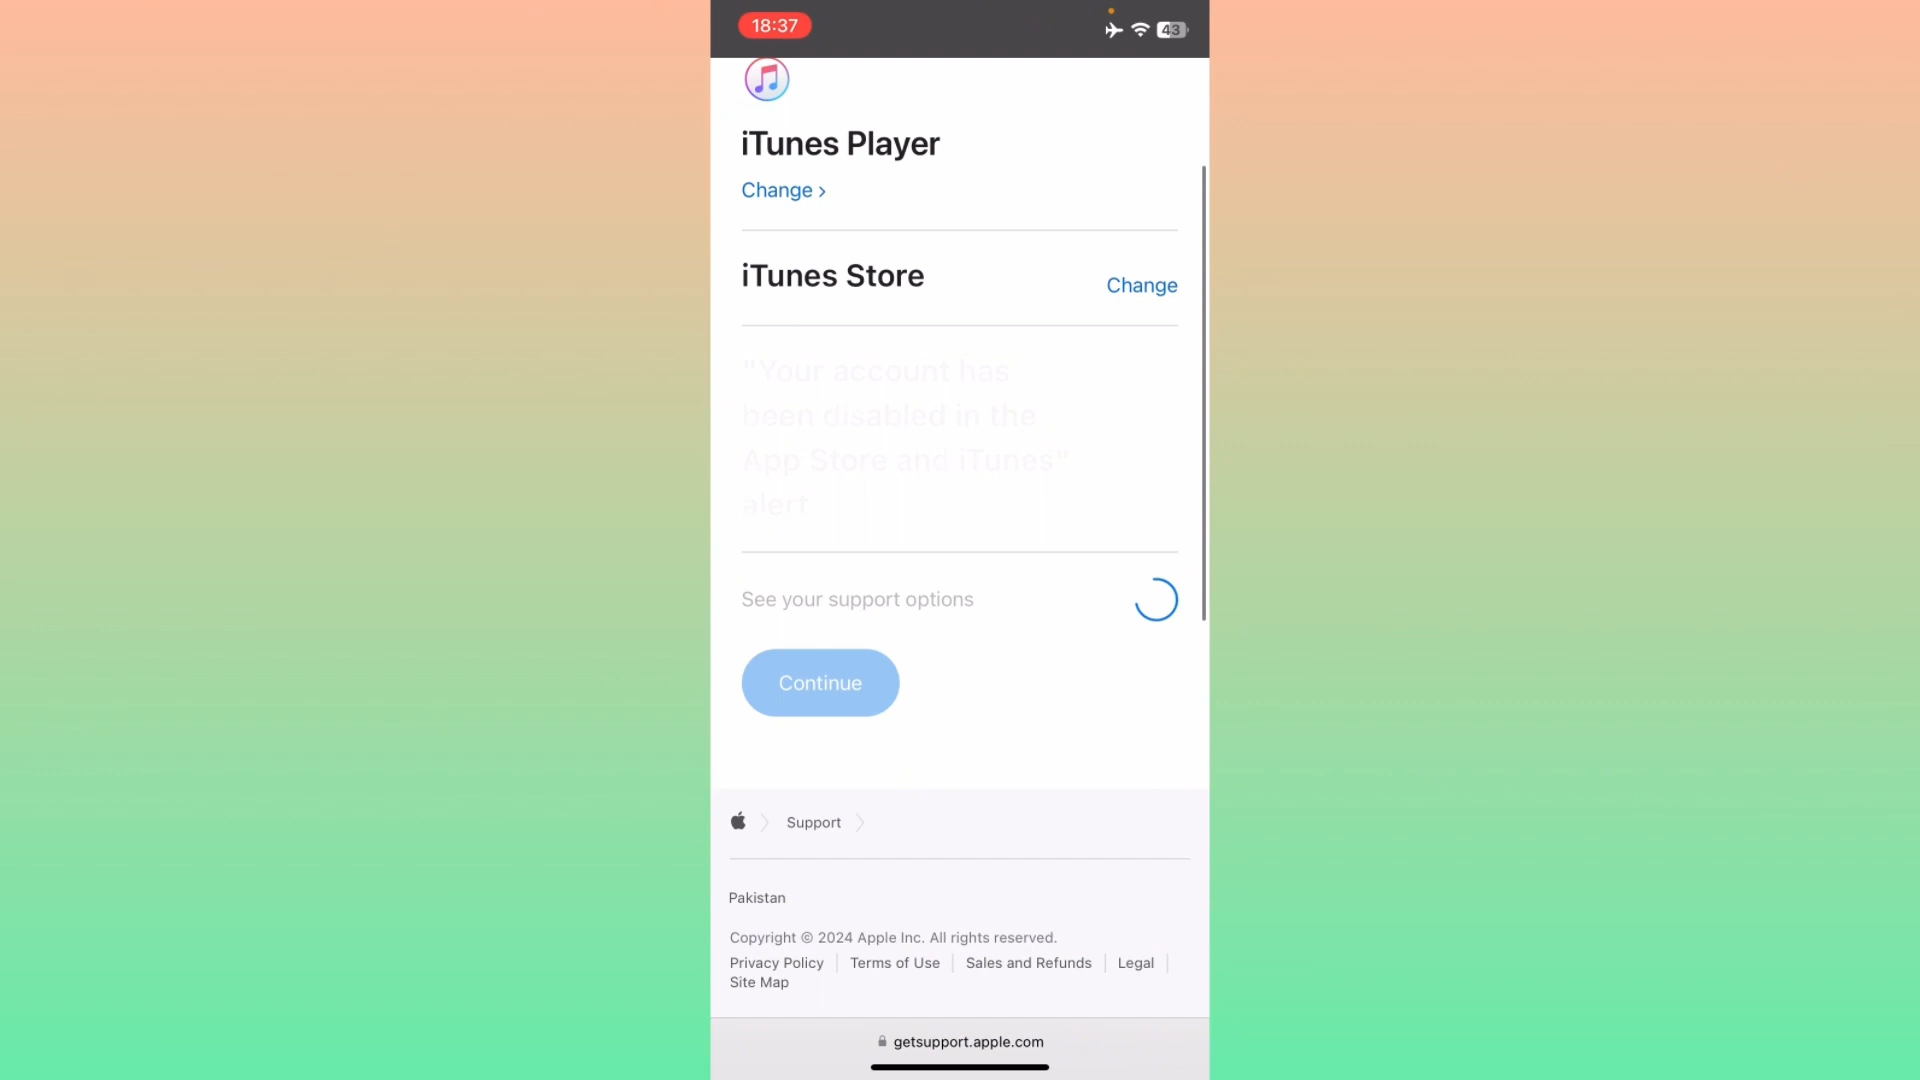 18:37
43
iTunes Player
Change >
iTunes Store
Change
"Your account has
been disabled in the
App Store and iTunes"
alert
See your support options
Continue
Support
Pakistan
Copyright © 2024 Apple Inc. All rights reserved.
Privacy Policy | Terms of Use | Sales and Refunds | Legal |
Site Map
getsupport.apple.com